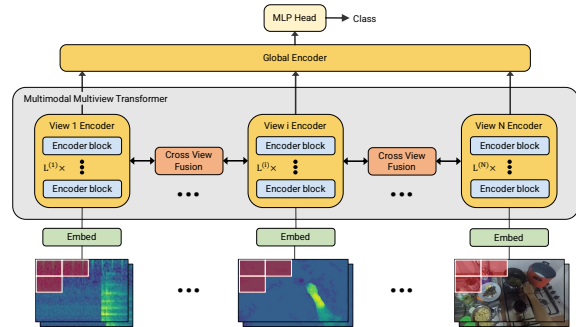 MLP Head
Class
Global Encoder
Multimodal Multiview Transformer
View 1 Encoder
View i Encoder
View N Encoder
Encoder block
Encoder block
Encoder block
Cross View
Fusion
Cross View
Fusion
L⁽¹⁾×
L⁽ⁱ⁾×
L⁽ᴺ⁾×
Encoder block
Encoder block
Encoder block
Embed
Embed
Embed